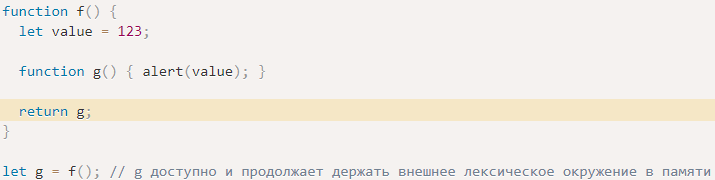 function f() {
  let value = 123;

  function g() { alert(value); }

  return g;
}

let g = f(); // g доступно и продолжает держать внешнее лексическое окружение в памяти